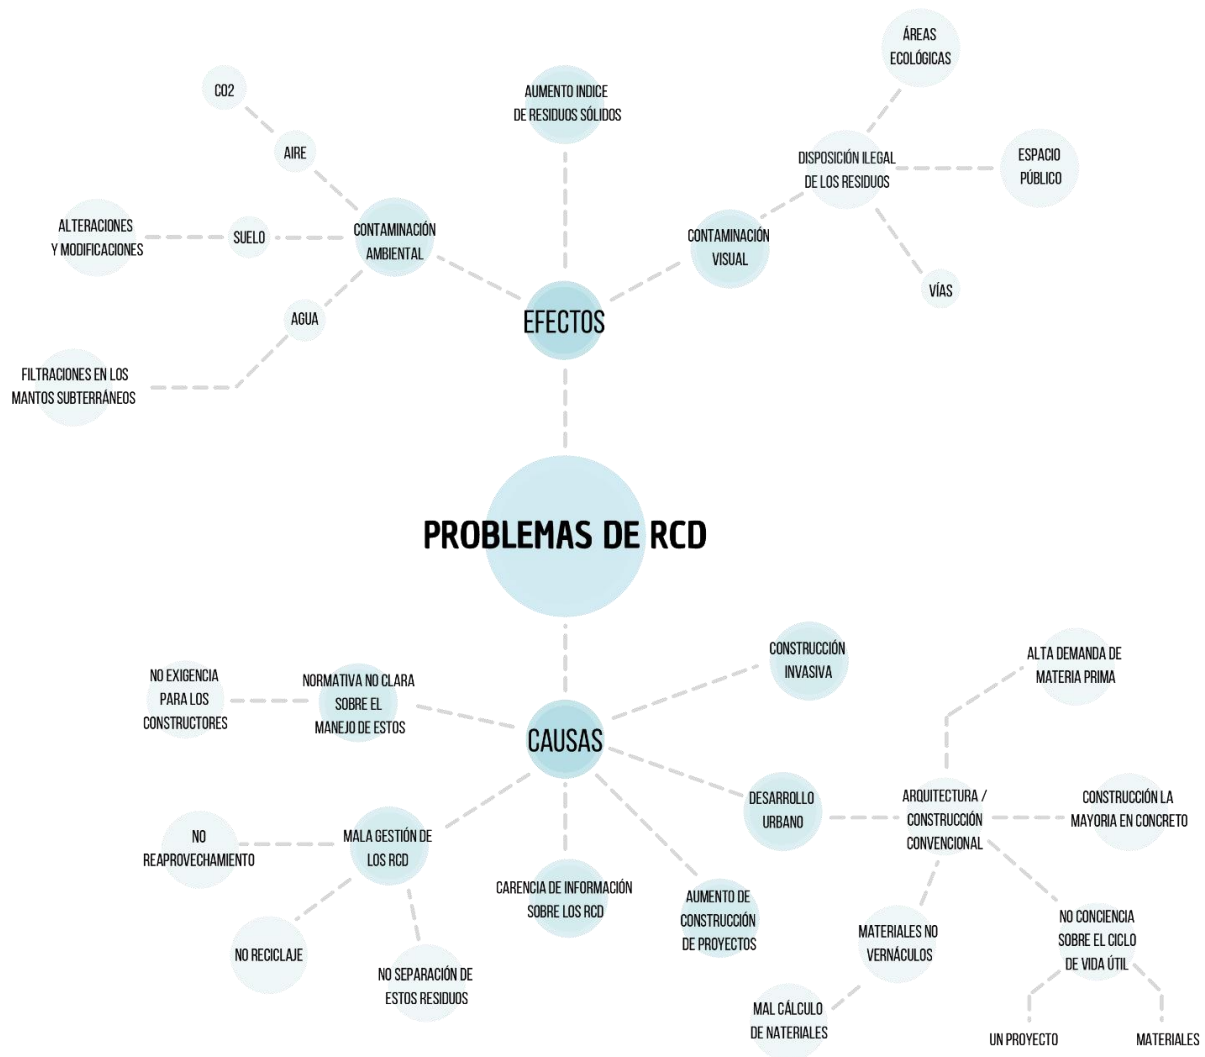 ÁREAS
ECOLÓGICAS
CO2
AUMENTO INDICE
DE RESIDUOS SÓLIDOS
AIRE
DISPOSICIÓN ILEGAL
DE LOS RESIDUOS
ESPACIO
PÚBLICO
ALTERACIONES
Y MODIFICACIONES
SUELO
CONTAMINACIÓN
AMBIENTAL
CONTAMINACIÓN
VISUAL
VÍAS
AGUA
EFECTOS
FILTRACIONES EN LOS
MANTOS SUBTERRÁNEOS
PROBLEMAS DE RCD
CONSTRUCCIÓN
INVASIVA
ALTA DEMANDA DE
MATERIA PRIMA
NO EXIGENCIA
PARA LOS
CONSTRUCTORES
NORMATIVA NO CLARA
SOBRE EL
MANEJO DE ESTOS
CAUSAS
DESARROLLO
URBANO
ARQUITECTURA /
CONSTRUCCIÓN
CONVENCIONAL
CONSTRUCCIÓN LA
MAYORIA EN CONCRETO
NO
REAPROVECHAMIENTO
MALA GESTIÓN DE
LOS RCD
CARENCIA DE INFORMACIÓN
SOBRE LOS RCD
AUMENTO DE
CONSTRUCCIÓN
DE PROYECTOS
MATERIALES NO
VERNÁCULOS
NO CONCIENCIA
SOBRE EL CICLO
DE VIDA ÚTIL
NO RECICLAJE
NO SEPARACIÓN DE
ESTOS RESIDUOS
MAL CÁLCULO
DE NATERIALES
UN PROYECTO
MATERIALES